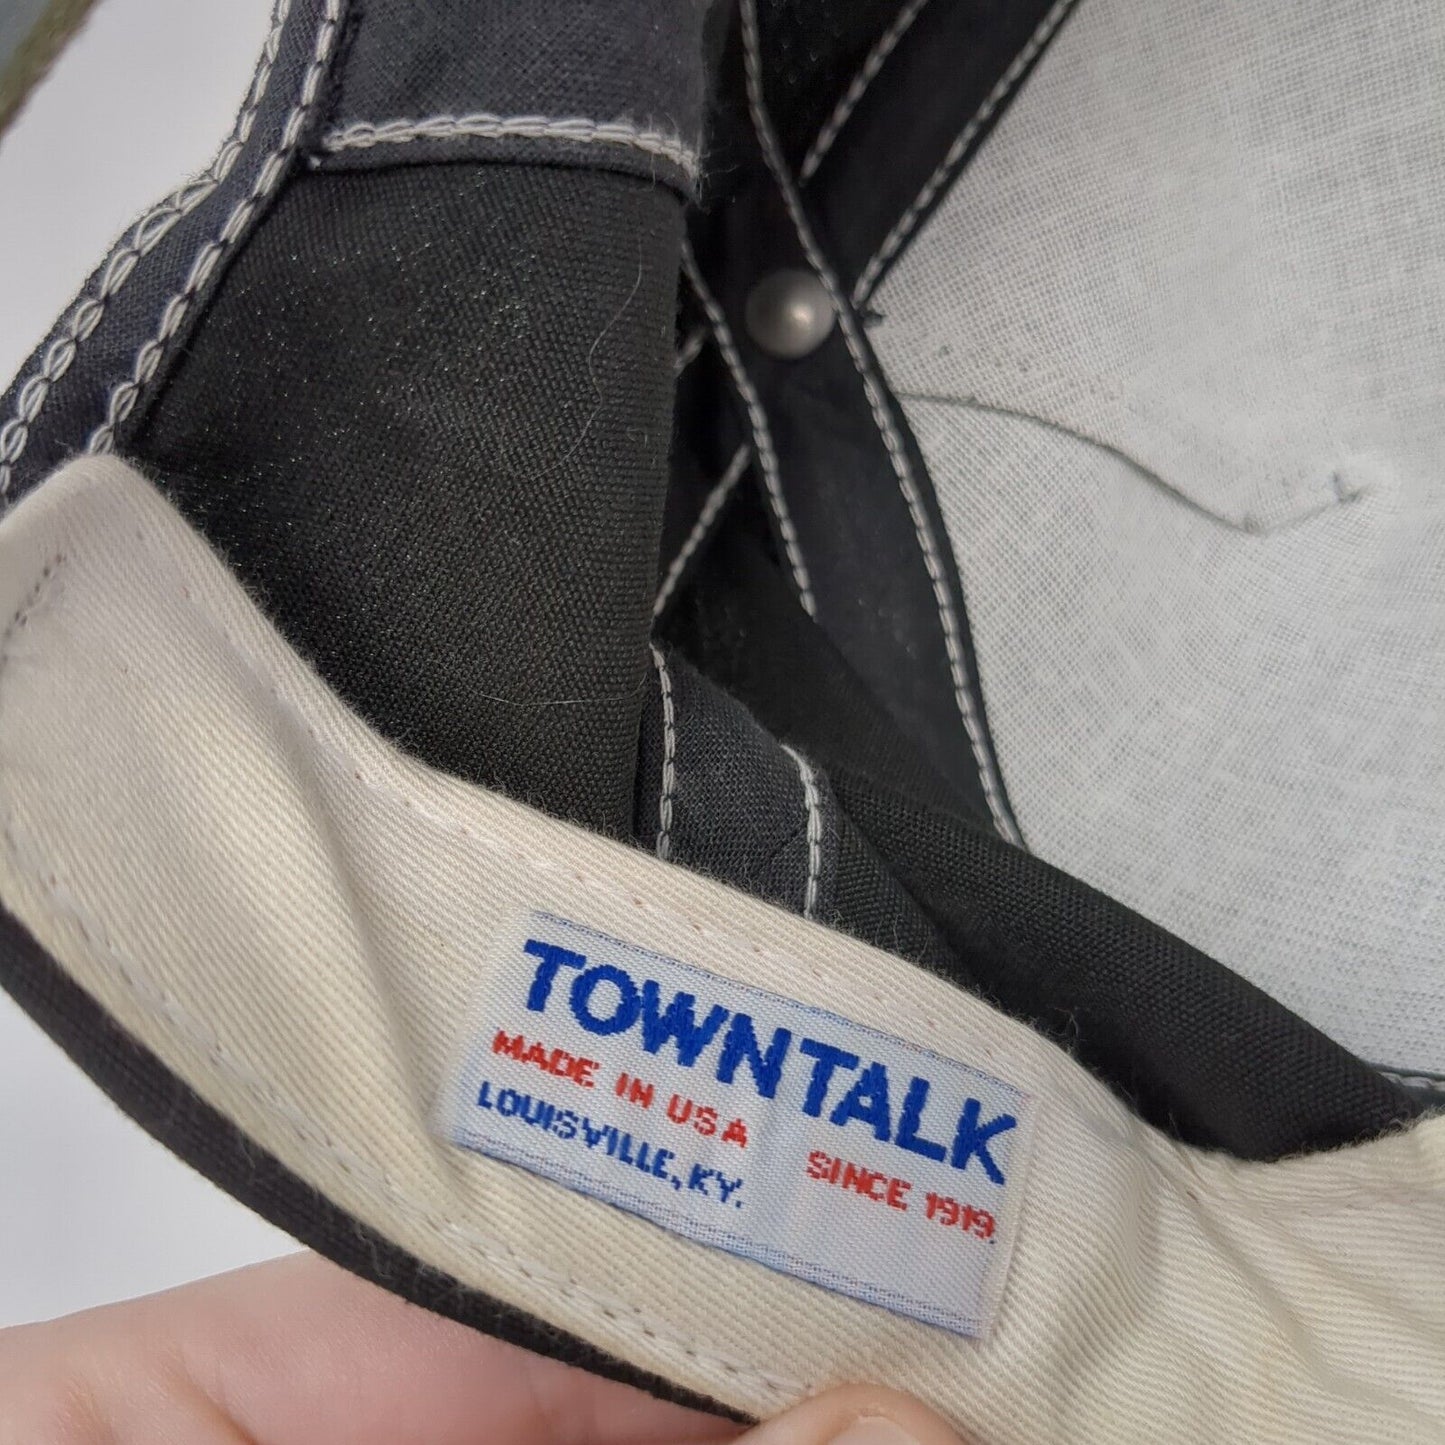 TOWNTALK
MADE IN USA
LOUISVILLE, KY.
SINCE 1919.